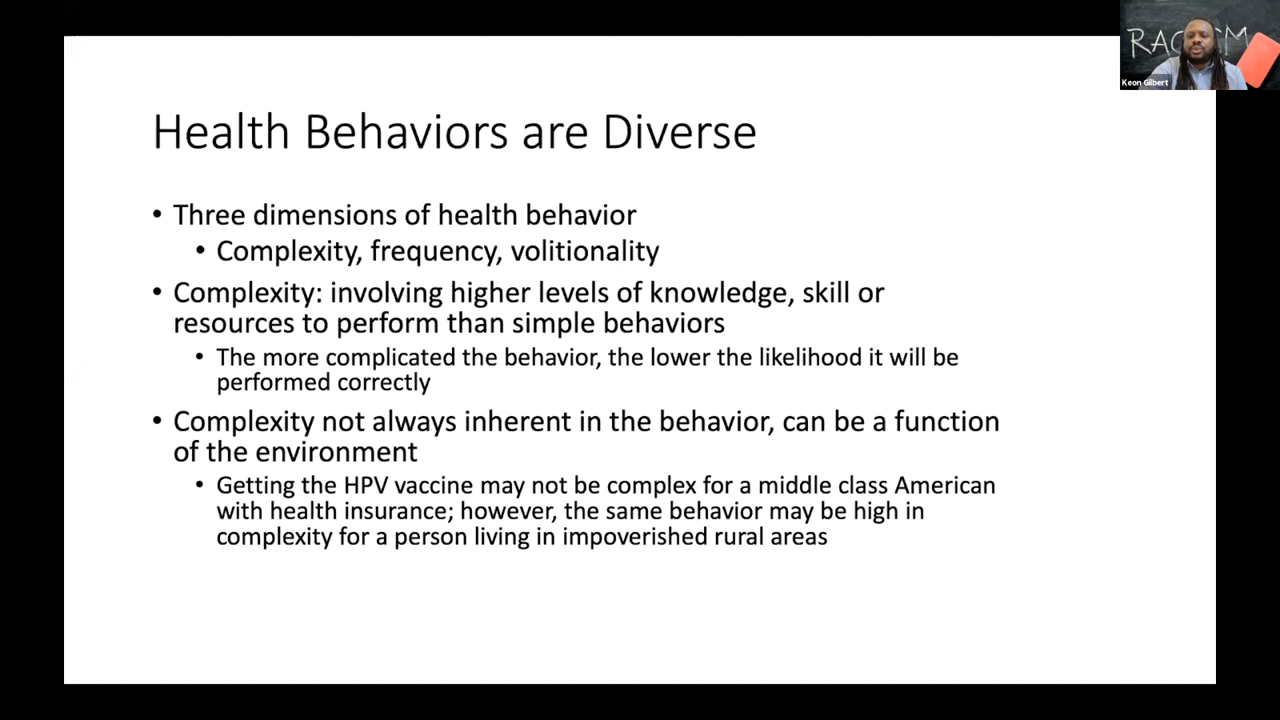 RAC M
Keon Gilbert
Health Behaviors are Diverse
• Three dimensions of health behavior
• Complexity, frequency, volitionality
• Complexity: involving higher levels of knowledge, skill or
resources to perform than simple behaviors
• The more complicated the behavior, the lower the likelihood it will be
performed correctly
• Complexity not always inherent in the behavior, can be a function
of the environment
• Getting the HPV vaccine may not be complex for a middle class American
with health insurance; however, the same behavior may be high in
complexity for a person living in impoverished rural areas